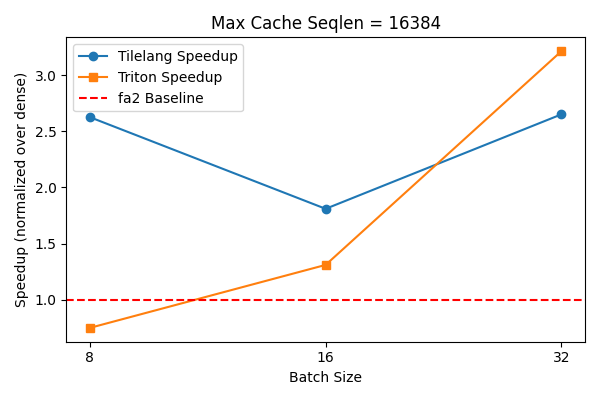 Max Cache Seqlen = 16384
Tilelang Speedup
Triton Speedup
fa2 Baseline
Speedup (normalized over dense)
3.0
2.5
2.0
1.5
1.0
8
16
32
Batch Size